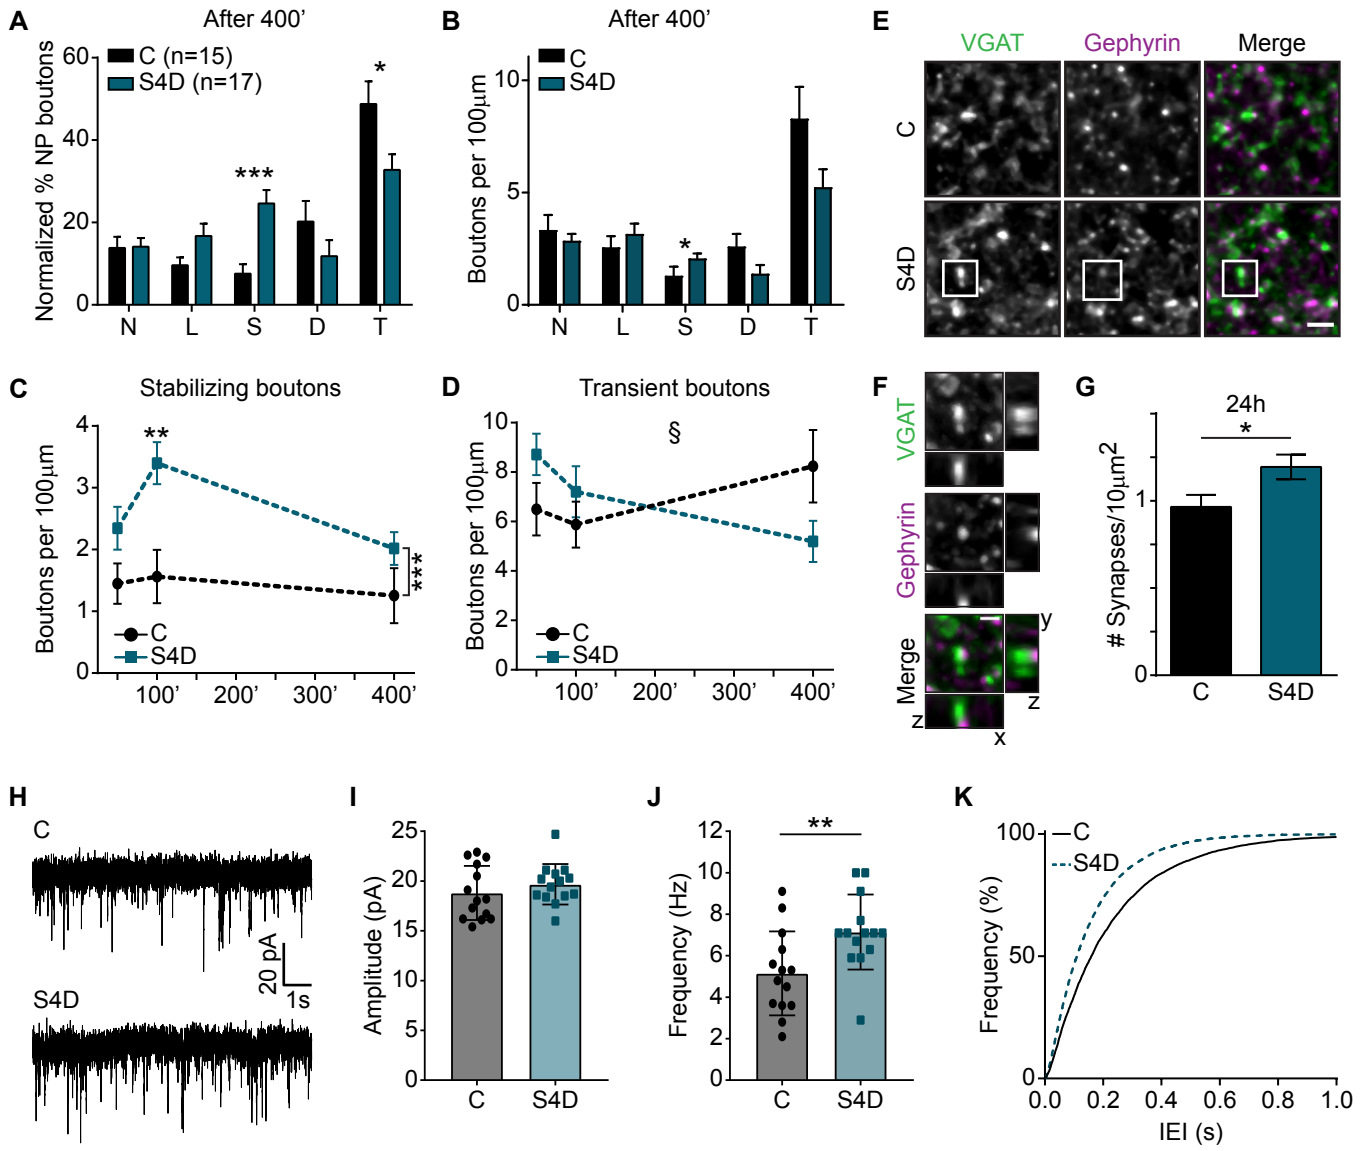 A
After 400’
Normalized % NP boutons
60
40
20
0
C (n=15)
S4D (n=17)
***
*
N L S D T
B
After 400’
Boutons per 100µm
10
5
0
C
S4D
*
N L S D T
E
VGAT Gephyrin Merge
C
S4D
C
Stabilizing boutons
Boutons per 100µm
4
3
2
1
0
**
***
C
S4D
100’ 200’ 300’ 400’
D
Transient boutons
Boutons per 100µm
10
8
6
4
2
0
§
C
S4D
100’ 200’ 300’ 400’
F
VGAT
Gephyrin
Merge
y
z
z
x
G
24h
*
# Synapses/10µm²
1
0
C S4D
H
C
20 pA
1s
S4D
I
Amplitude (pA)
25
20
15
10
5
0
C S4D
J
Frequency (Hz)
12
10
8
6
4
2
0
**
C S4D
K
Frequency (%)
100
50
0
C
S4D
0.0 0.2 0.4 0.6 0.8 1.0
IEI (s)